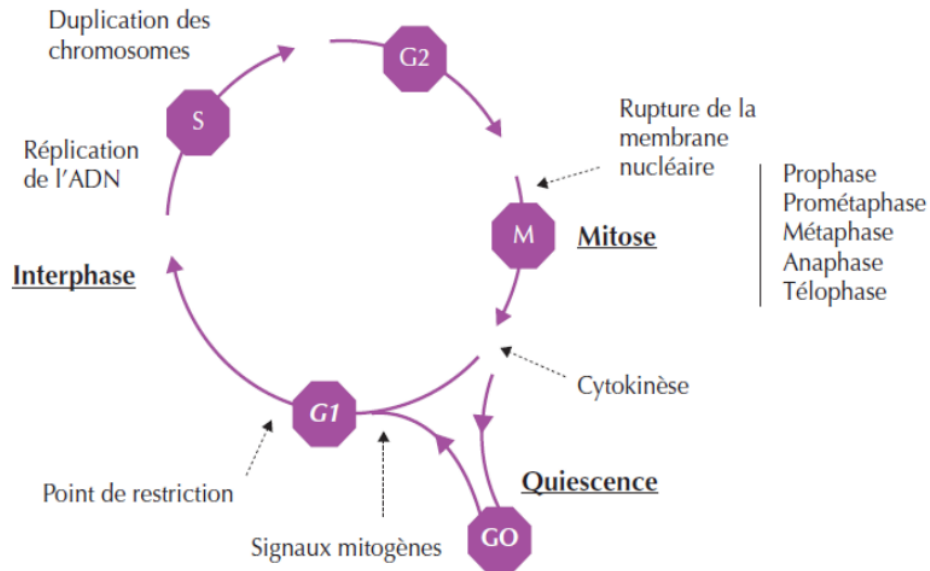 Duplication des
chromosomes
G2
S
Rupture de la
membrane
nucléaire
Réplication
de l'ADN
Prophase
Prométaphase
Métaphase
Anaphase
Télophase
M
Mitose
Interphase
Cytokinèse
G1
Point de restriction
Quiescence
Signaux mitogènes
GO